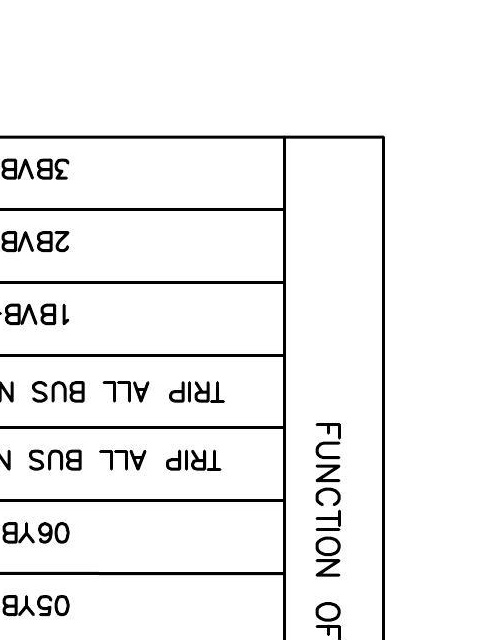 FUNCTION OF
05YB
06YB
TRIP ALL BUS N
TRIP ALL BUS N
1BVB-
2BVB
3BVB